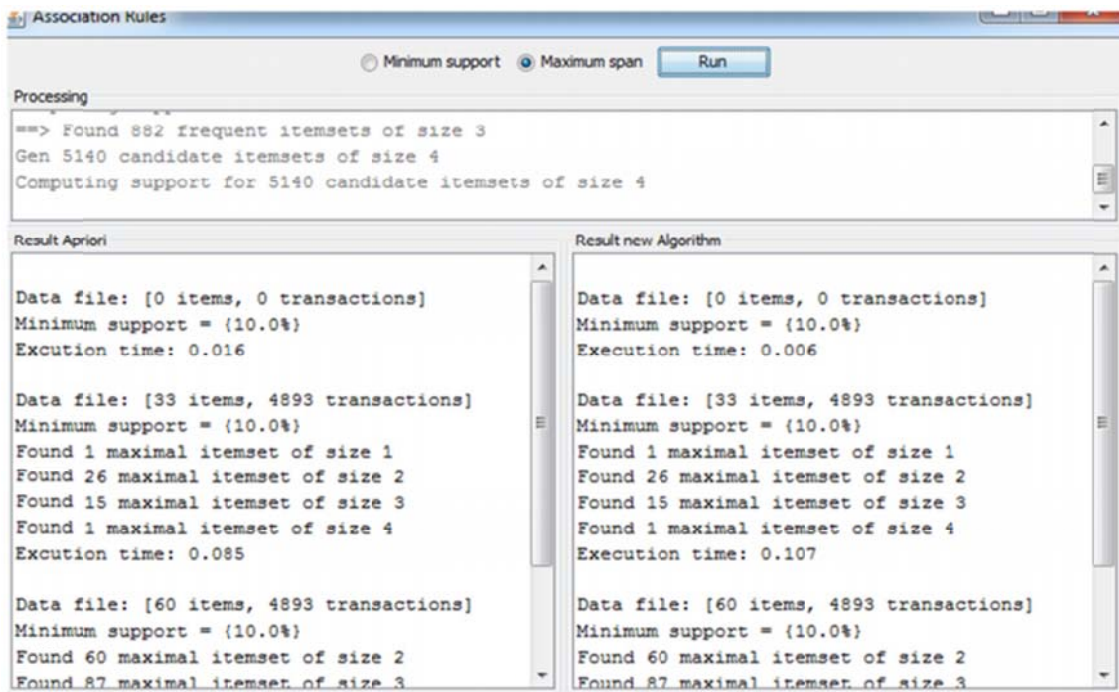 Association Rules
Minimum support Maximum span Run
Processing
==> Found 882 frequent itemsets of size 3
Gen 5140 candidate itemsets of size 4
Computing support for 5140 candidate itemsets of size 4
Result Apriori
Data file: [0 items, 0 transactions]
Minimum support = {10.0%}
Excution time: 0.016
Data file: [33 items, 4893 transactions]
Minimum support = {10.0%}
Found 1 maximal itemset of size 1
Found 26 maximal itemset of size 2
Found 15 maximal itemset of size 3
Found 1 maximal itemset of size 4
Excution time: 0.085
Data file: [60 items, 4893 transactions]
Minimum support = {10.0%}
Found 60 maximal itemset of size 2
Found 87 maximal itemset of size 3
Result new Algorithm
Data file: [0 items, 0 transactions]
Minimum support = {10.0%}
Execution time: 0.006
Data file: [33 items, 4893 transactions]
Minimum support = {10.0%}
Found 1 maximal itemset of size 1
Found 26 maximal itemset of size 2
Found 15 maximal itemset of size 3
Found 1 maximal itemset of size 4
Execution time: 0.107
Data file: [60 items, 4893 transactions]
Minimum support = {10.0%}
Found 60 maximal itemset of size 2
Found 87 maximal itemset of size 3